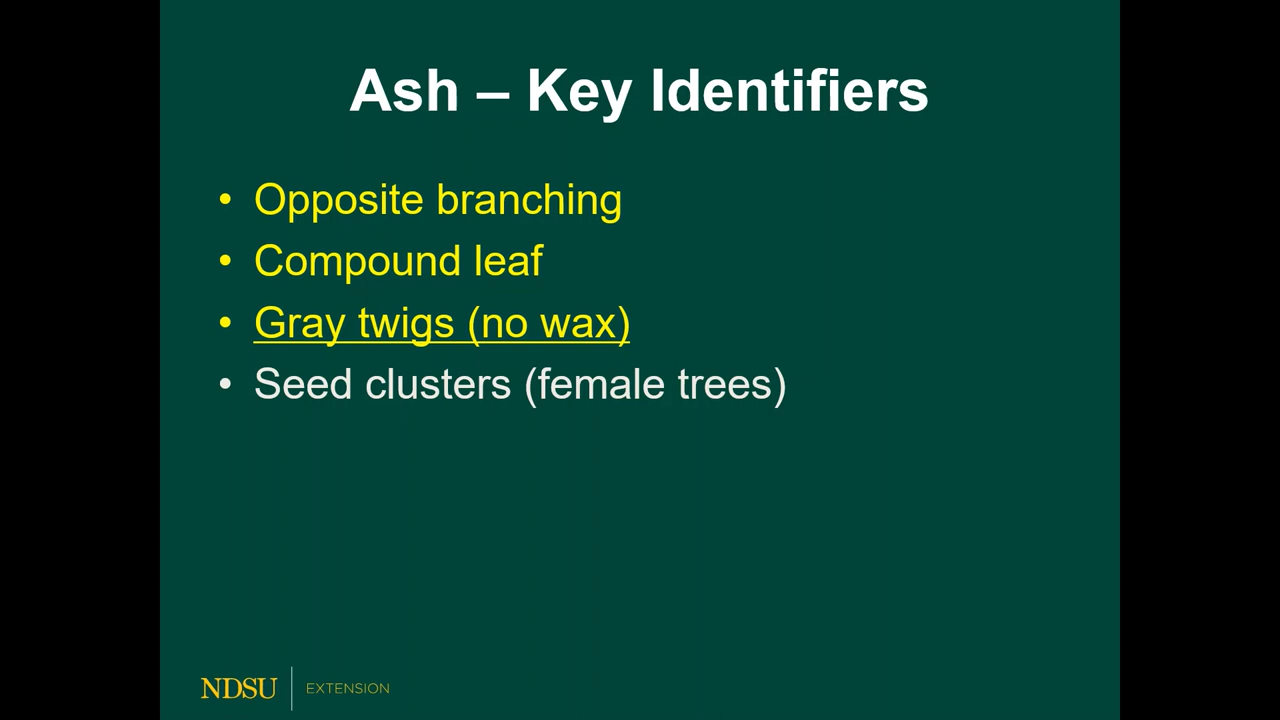 Ash – Key Identifiers
• Opposite branching
• Compound leaf
• Gray twigs (no wax)
• Seed clusters (female trees)
NDSU EXTENSION